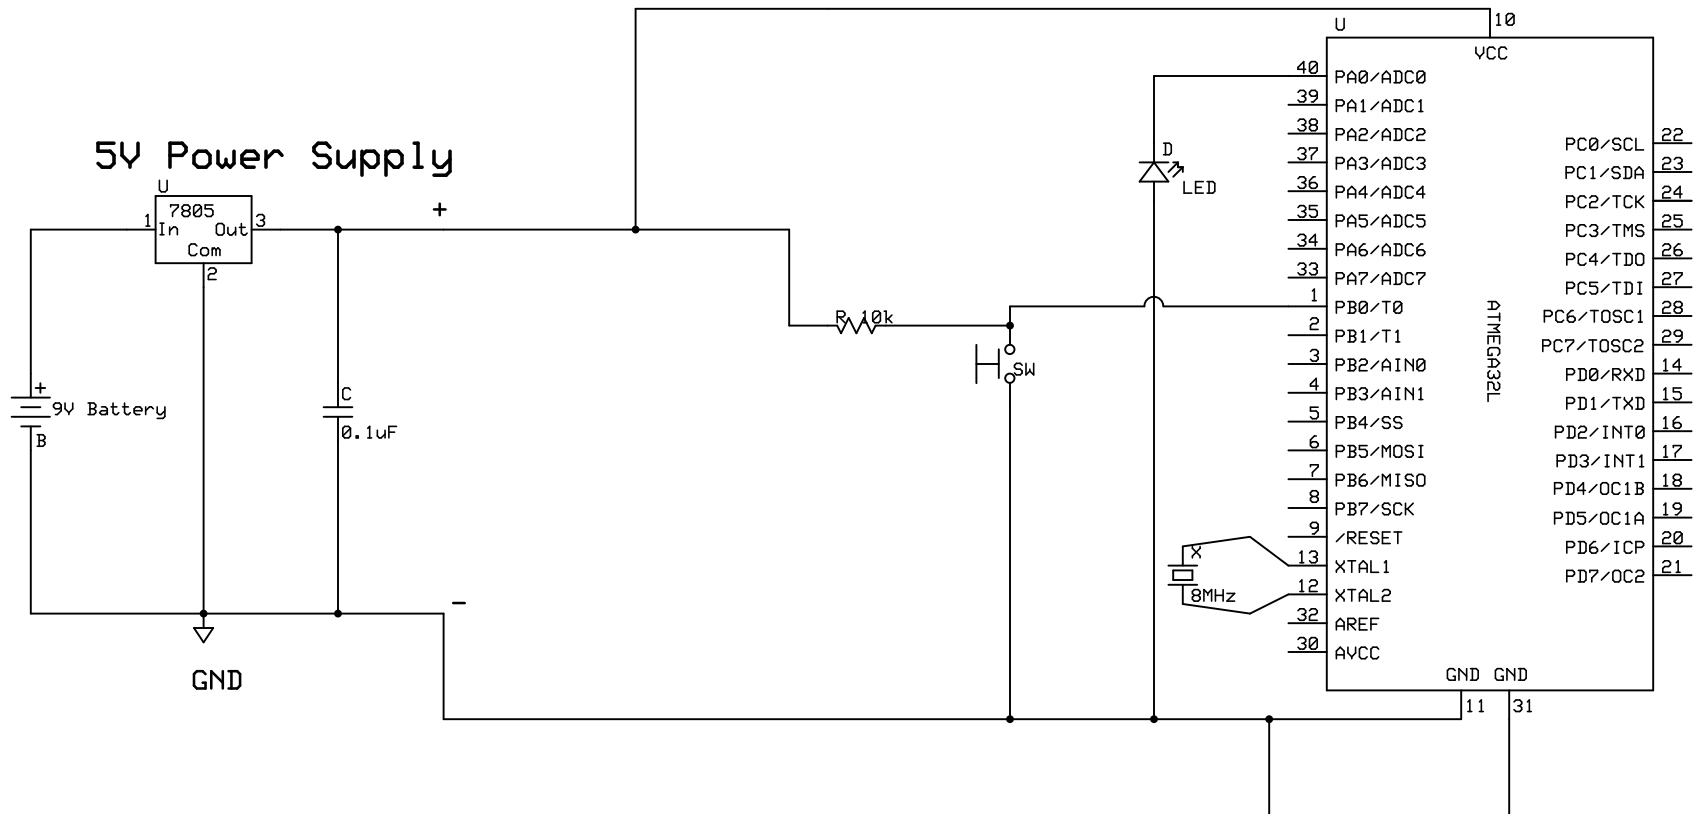 5V Power Supply
U
7805
1
In
Out
3
Com
2
+
-
+
9V Battery
B
C
0.1uF
GND
R 10k
SW
D
LED
X
8MHz
U
10
VCC
ATMEGA32L
40 PA0/ADC0
39 PA1/ADC1
38 PA2/ADC2
37 PA3/ADC3
36 PA4/ADC4
35 PA5/ADC5
34 PA6/ADC6
33 PA7/ADC7
1 PB0/T0
2 PB1/T1
3 PB2/AIN0
4 PB3/AIN1
5 PB4/SS
6 PB5/MOSI
7 PB6/MISO
8 PB7/SCK
9 /RESET
13 XTAL1
12 XTAL2
32 AREF
30 AVCC
PC0/SCL 22
PC1/SDA 23
PC2/TCK 24
PC3/TMS 25
PC4/TDO 26
PC5/TDI 27
PC6/TOSC1 28
PC7/TOSC2 29
PD0/RXD 14
PD1/TXD 15
PD2/INT0 16
PD3/INT1 17
PD4/OC1B 18
PD5/OC1A 19
PD6/ICP 20
PD7/OC2 21
GND GND
11 31